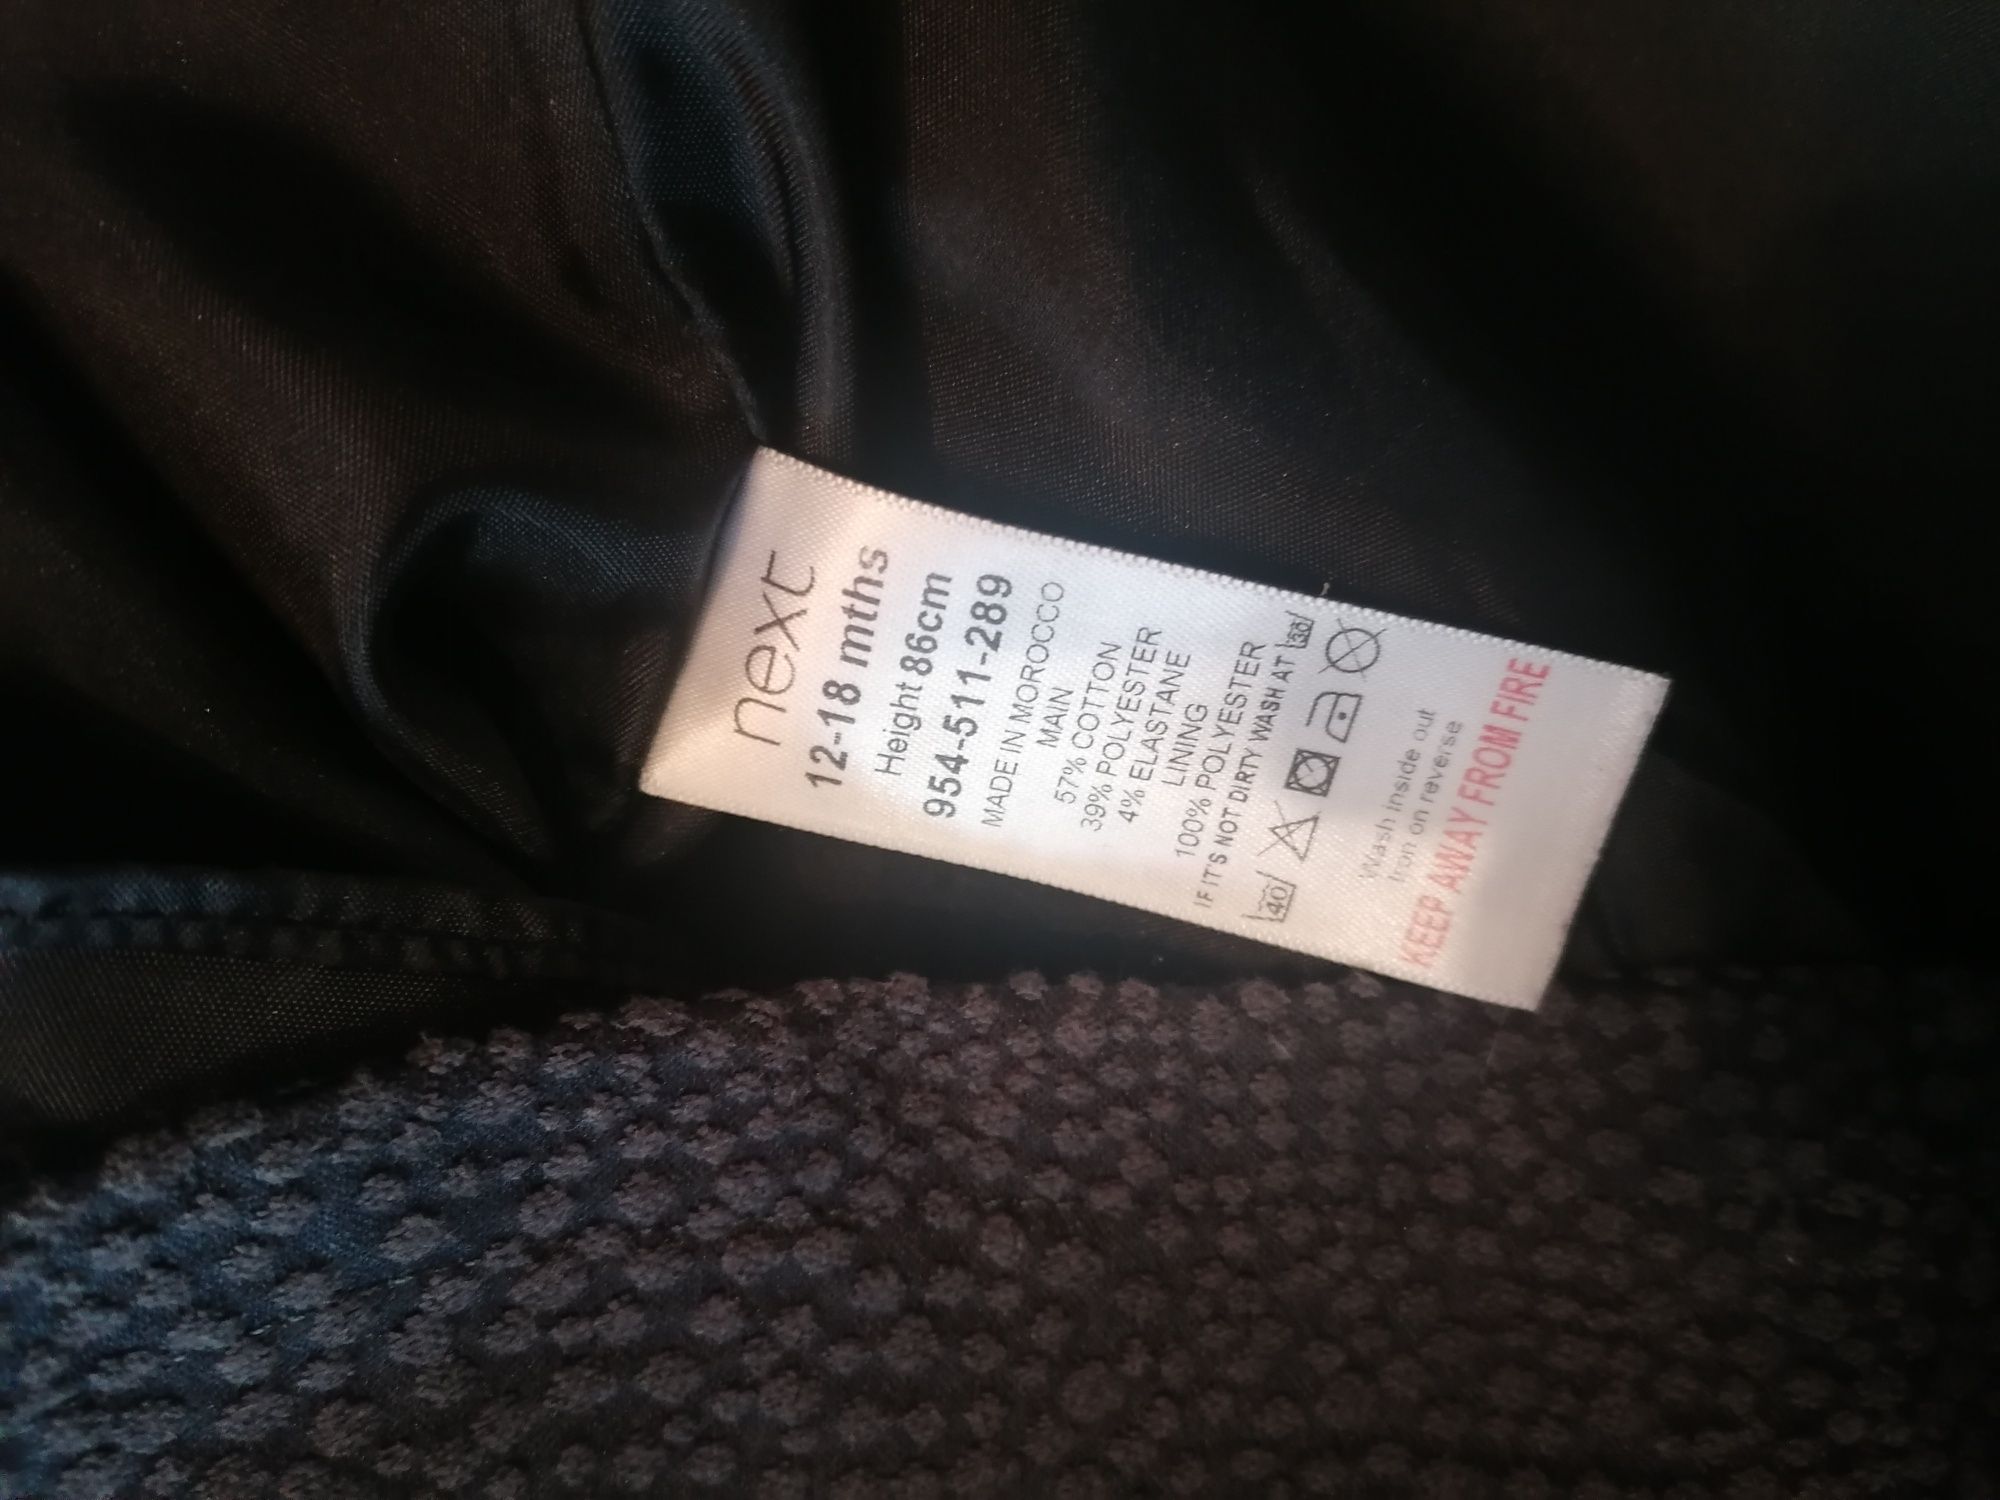 next
12-18 mths
Height 86cm
954-511-289
MADE IN MOROCCO
MAIN
57% COTTON
39% POLYESTER
4% ELASTANE
LINING
100% POLYESTER
IF IT'S NOT DIRTY WASH AT 30
40
Wash inside out
Iron on reverse
KEEP AWAY FROM FIRE